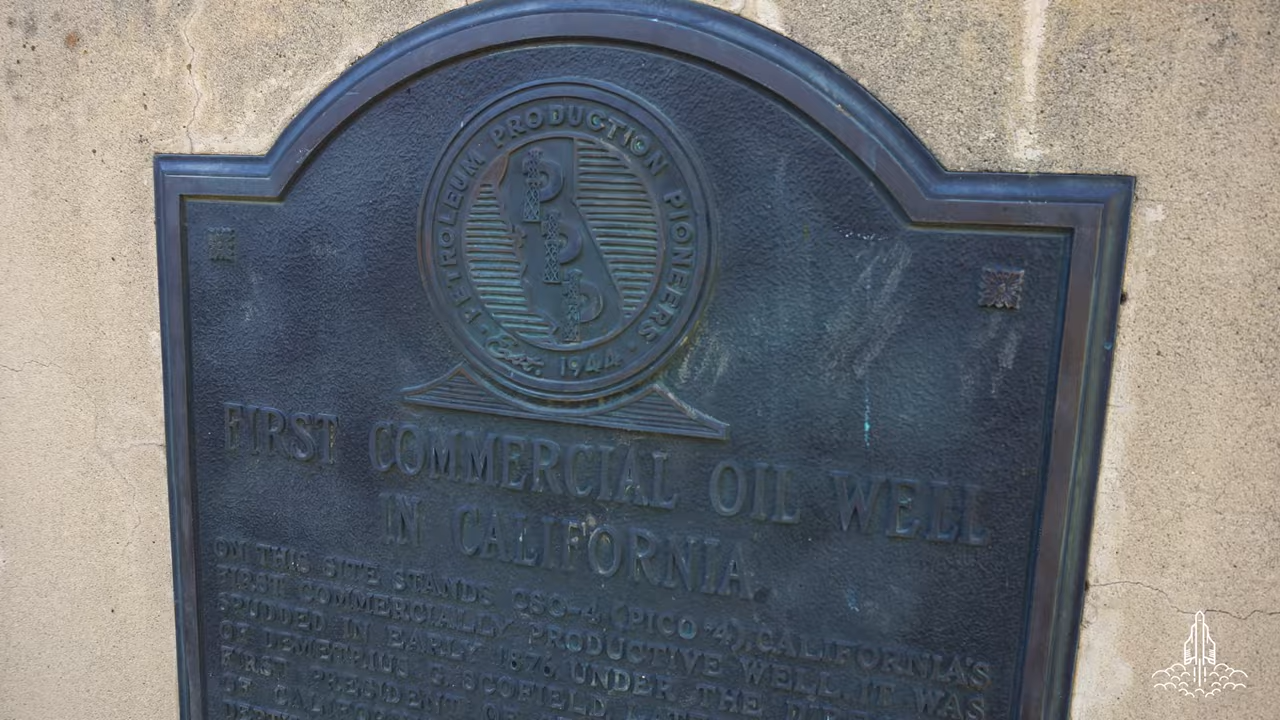 PETROLEUM PRODUCTION PIONEERS
PPP
Est. 1944
FIRST COMMERCIAL OIL WELL
IN CALIFORNIA
ON THIS SITE STANDS CSO-4 (PICO-4), CALIFORNIA'S
FIRST COMMERCIALLY PRODUCTIVE WELL. IT WAS
SPUDDED IN EARLY 1876 UNDER THE
OF DEMETRIUS G. SCOFIELD
FIRST PRESIDENT
OF